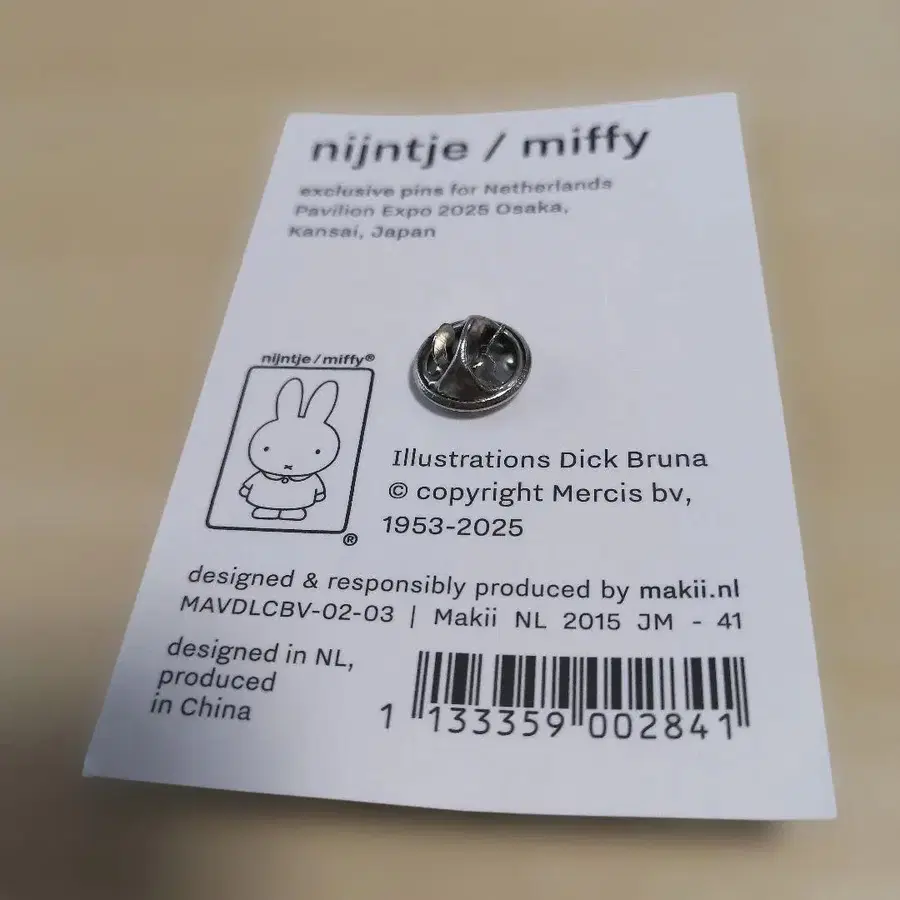 nijntje / miffy
exclusive pins for Netherlands
Pavilion Expo 2025 Osaka,
Kansai, Japan
nijntje / miffy®
®
Illustrations Dick Bruna
© copyright Mercis bv,
1953-2025
designed & responsibly produced by makii.nl
MAVDLCBV-02-03 | Makii NL 2015 JM - 41
designed in NL,
produced
in China
1 133359 002841